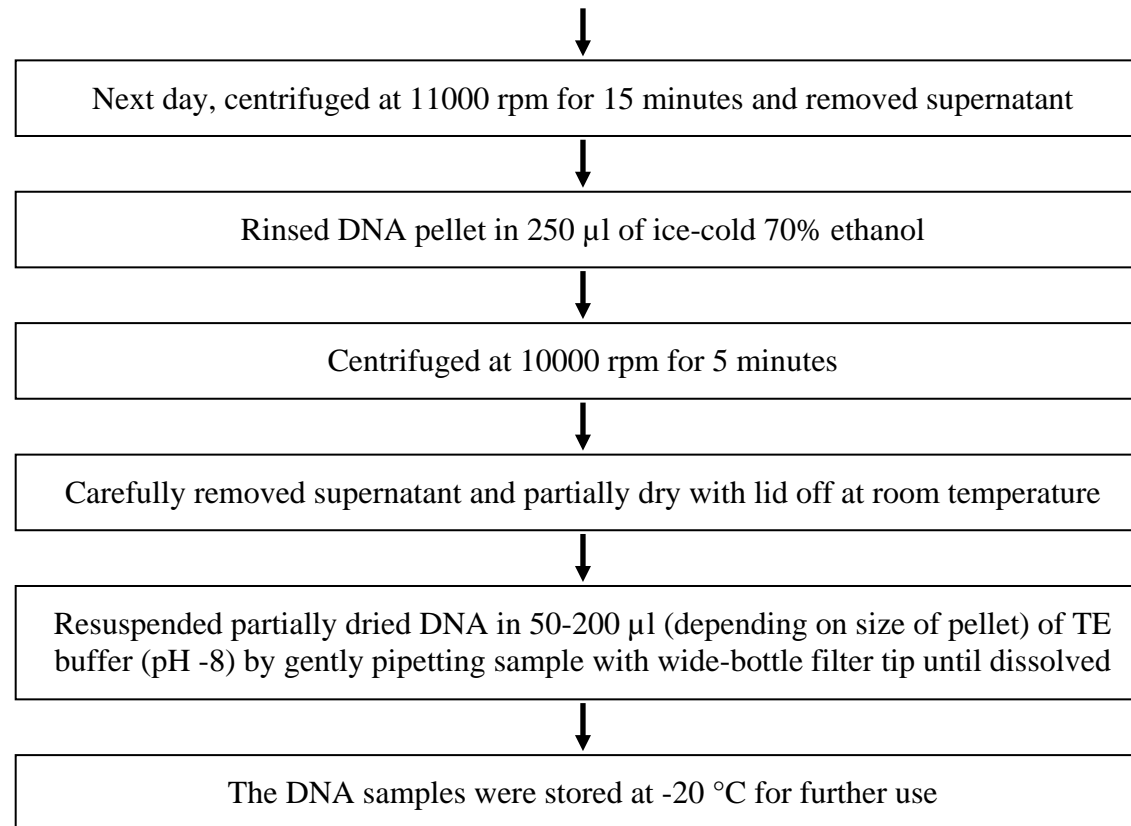 Next day, centrifuged at 11000 rpm for 15 minutes and removed supernatant
Rinsed DNA pellet in 250 µl of ice-cold 70% ethanol
Centrifuged at 10000 rpm for 5 minutes
Carefully removed supernatant and partially dry with lid off at room temperature
Resuspended partially dried DNA in 50-200 µl (depending on size of pellet) of TE
buffer (pH -8) by gently pipetting sample with wide-bottle filter tip until dissolved
The DNA samples were stored at -20 °C for further use